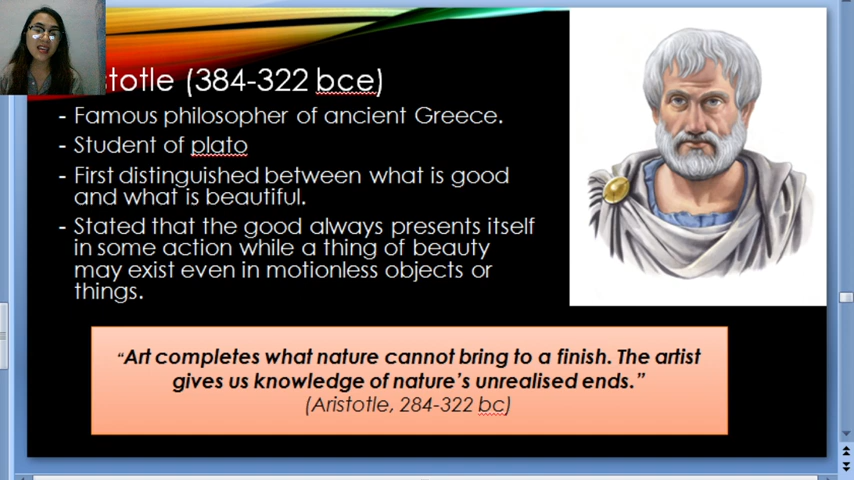 stotle (384-322 bce)
- Famous philosopher of ancient Greece.
- Student of plato
- First distinguished between what is good
and what is beautiful.
- Stated that the good always presents itself
in some action while a thing of beauty
may exist even in motionless objects or
things.
“Art completes what nature cannot bring to a finish. The artist
gives us knowledge of nature’s unrealised ends.”
(Aristotle, 284-322 bc)